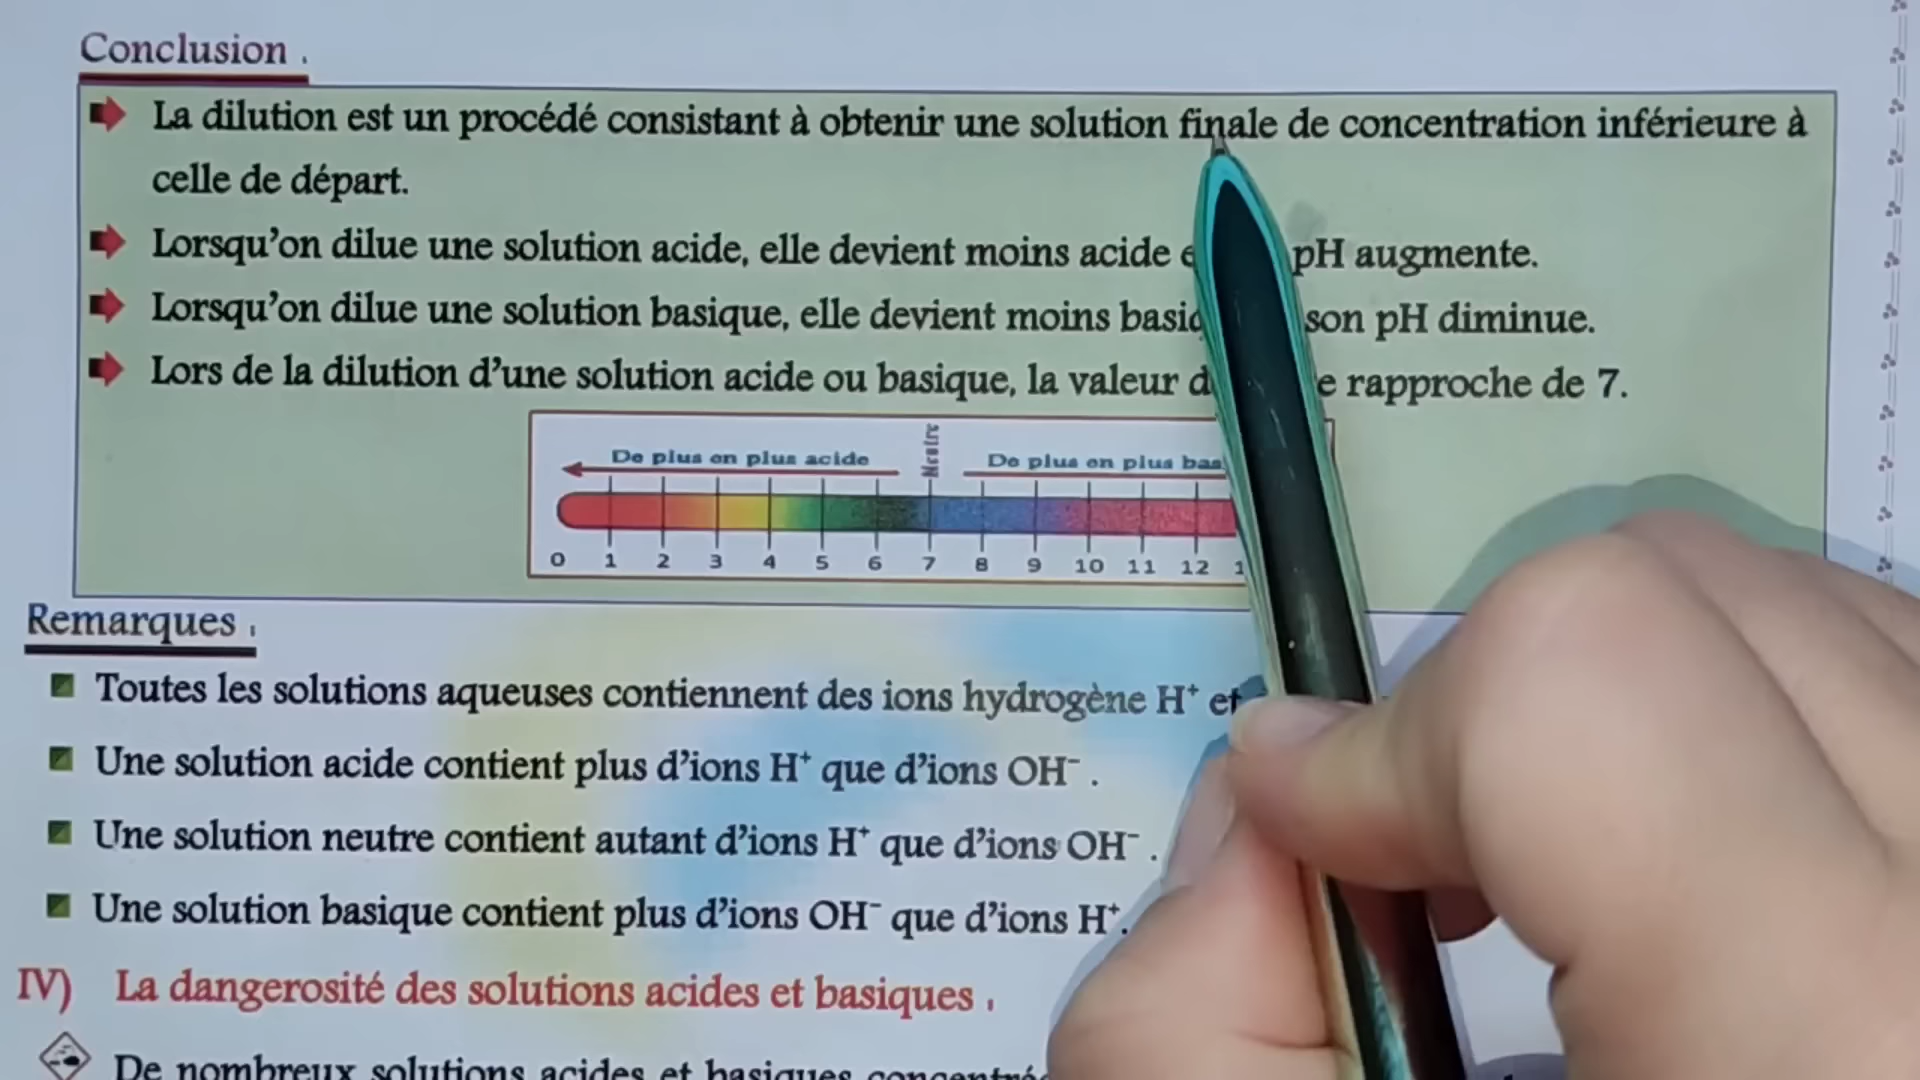 Conclusion .
La dilution est un procédé consistant à obtenir une solution finale de concentration inférieure à
celle de départ.
Lorsqu'on dilue une solution acide, elle devient moins acide pH augmente.
Lorsqu'on dilue une solution basique, elle devient moins son pH diminue.
Lors de la dilution d'une solution acide ou basique, la valeur rapproche de 7.
De plus en plus acide Neutre De plus en plus
0 1 2 3 4 5 6 7 8 9 10 11 12
Remarques :
Toutes les solutions aqueuses contiennent des ions hydrogène H⁺ et
Une solution acide contient plus d'ions H⁺ que d'ions OH⁻ .
Une solution neutre contient autant d'ions H⁺ que d'ions OH⁻ .
Une solution basique contient plus d'ions OH⁻ que d'ions H⁺.
IV) La dangerosité des solutions acides et basiques .
De nombreux solutions acides et basiques